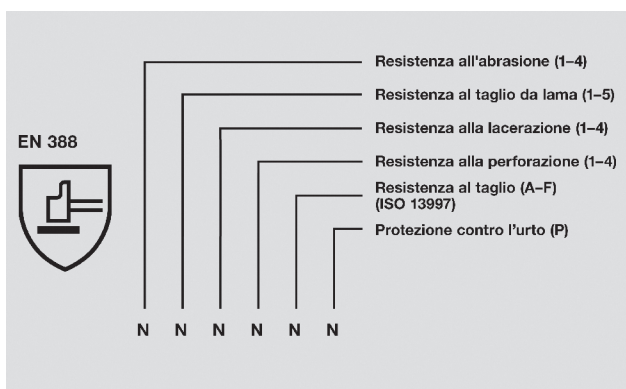 Resistenza all'abrasione (1–4)
Resistenza al taglio da lama (1–5)
Resistenza alla lacerazione (1–4)
EN 388
Resistenza alla perforazione (1–4)
Resistenza al taglio (A–F)
(ISO 13997)
Protezione contro l'urto (P)
N N N N N N